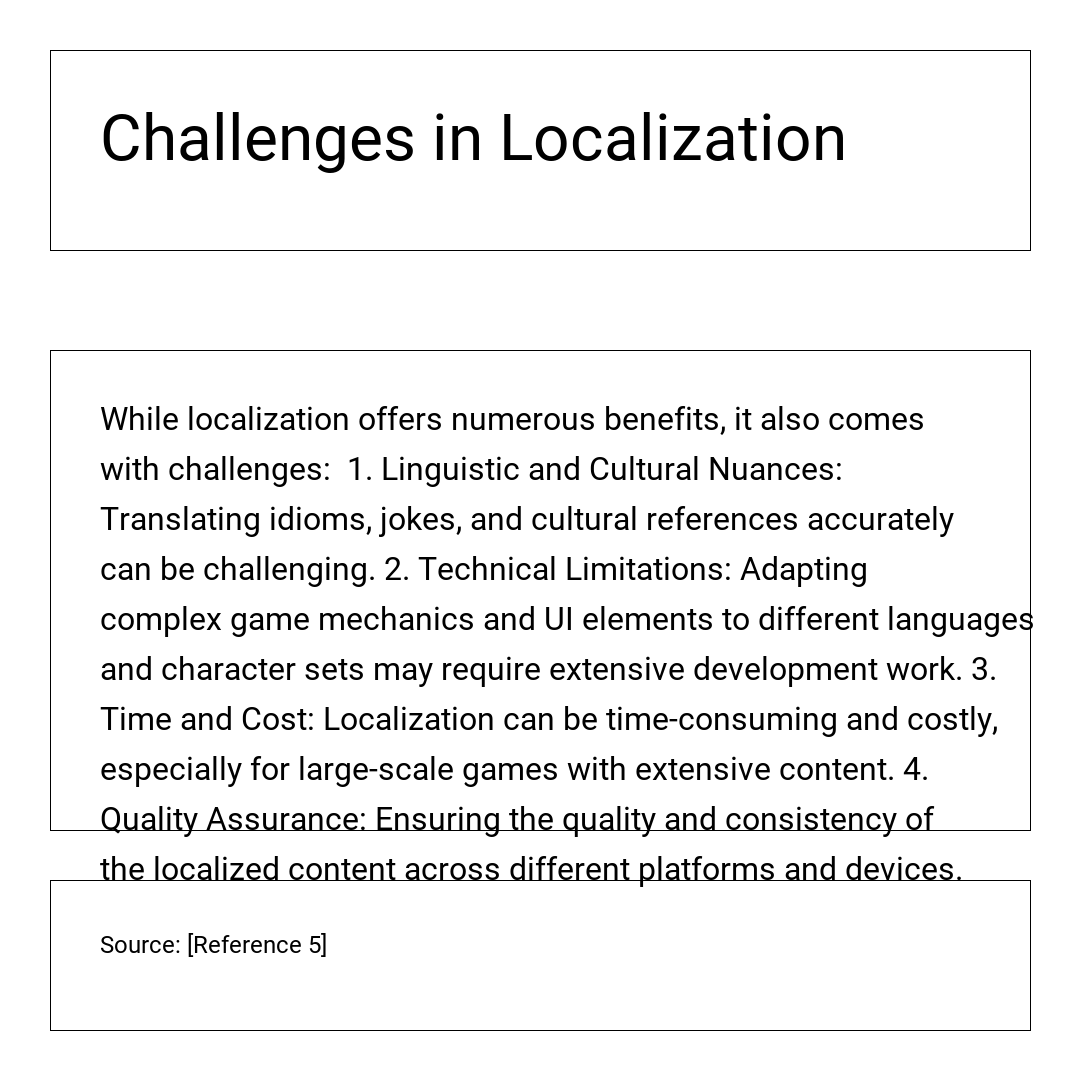 Challenges in Localization
While localization offers numerous benefits, it also comes
with challenges:  1. Linguistic and Cultural Nuances:
Translating idioms, jokes, and cultural references accurately
can be challenging. 2. Technical Limitations: Adapting
complex game mechanics and UI elements to different languages
and character sets may require extensive development work. 3.
Time and Cost: Localization can be time-consuming and costly,
especially for large-scale games with extensive content. 4.
Quality Assurance: Ensuring the quality and consistency of
the localized content across different platforms and devices.
Source: [Reference 5]